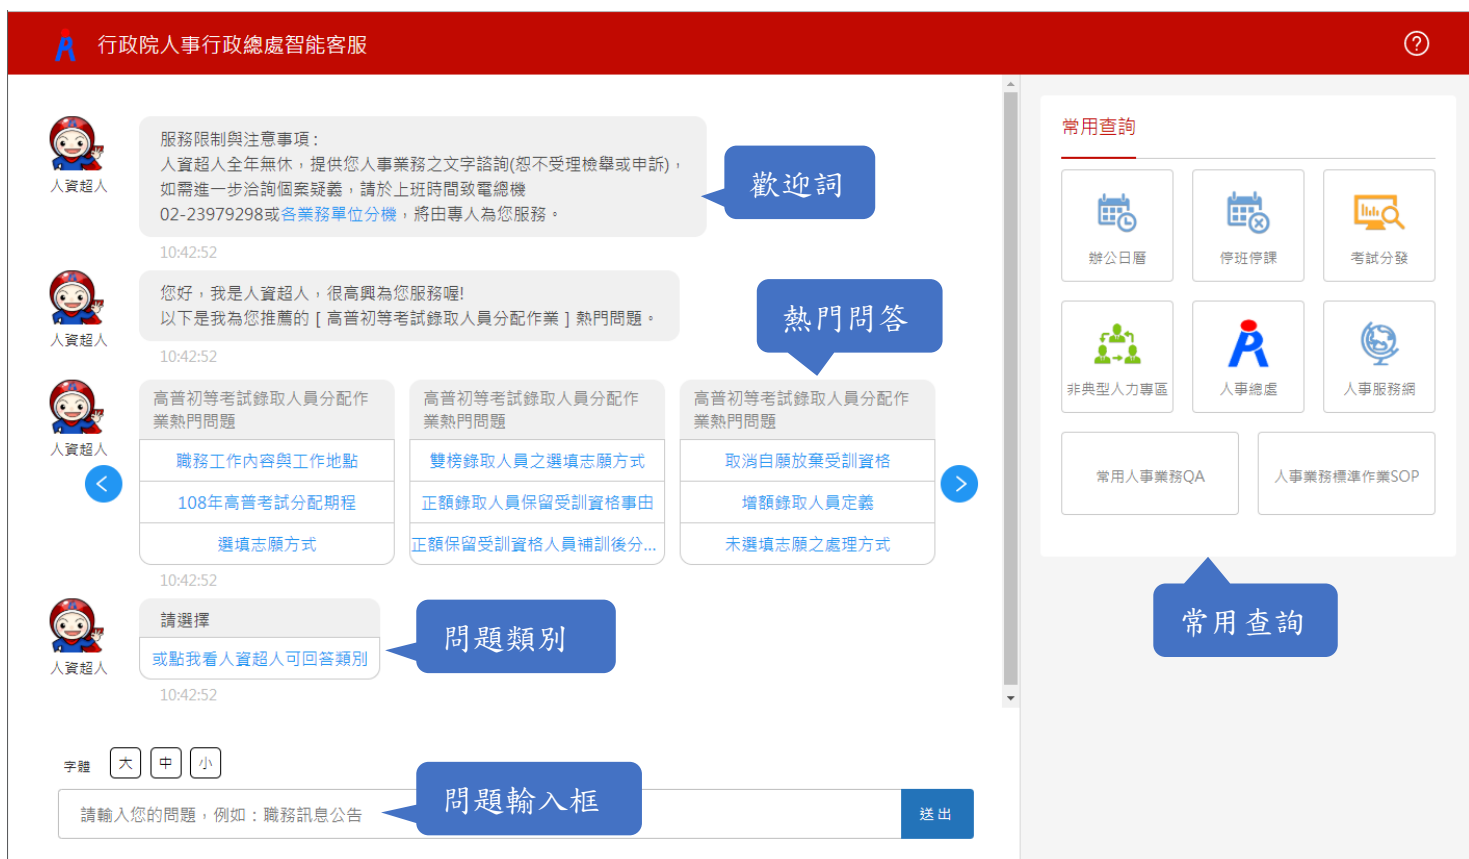 行政院人事行政總處智能客服
服務限制與注意事項：
人資超人全年無休，提供您人事業務之文字諮詢(恕不受理檢舉或申訴)，
如需進一步洽詢個案疑義，請於上班時間致電總機
02-23979298或各業務單位分機，將由專人為您服務。
人資超人
10:42:52
歡迎詞
您好，我是人資超人，很高興為您服務喔!
以下是我為您推薦的 [ 高普初等考試錄取人員分配作業 ] 熱門問題。
人資超人
10:42:52
熱門問答
人資超人
高普初等考試錄取人員分配作
業熱門問題
職務工作內容與工作地點
108年高普考試分配期程
選填志願方式
高普初等考試錄取人員分配作
業熱門問題
雙榜錄取人員之選填志願方式
正額錄取人員保留受訓資格事由
正額保留受訓資格人員補訓後分...
高普初等考試錄取人員分配作
業熱門問題
取消自願放棄受訓資格
增額錄取人員定義
未選填志願之處理方式
10:42:52
請選擇
或點我看人資超人可回答類別
人資超人
10:42:52
問題類別
字體 大 中 小
請輸入您的問題，例如：職務訊息公告
問題輸入框
送出
常用查詢
辦公日曆
停班停課
考試分發
非典型人力專區
人事總處
人事服務網
常用人事業務QA
人事業務標準作業SOP
常用查詢